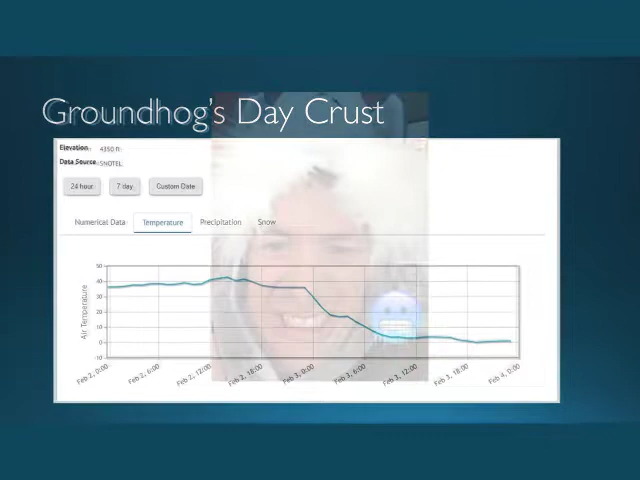 Groundhog's Day Crust
Elevation: 4350 ft
Data Source: SNOTEL
24 hour 7 day Custom Date
Numerical Data Temperature Precipitation Snow
Air Temperature
50
40
30
20
10
0
-10
Feb 2, 0:00 Feb 2, 6:00 Feb 2, 12:00 Feb 2, 18:00 Feb 3, 0:00 Feb 3, 6:00 Feb 3, 12:00 Feb 3, 18:00 Feb 4, 0:00